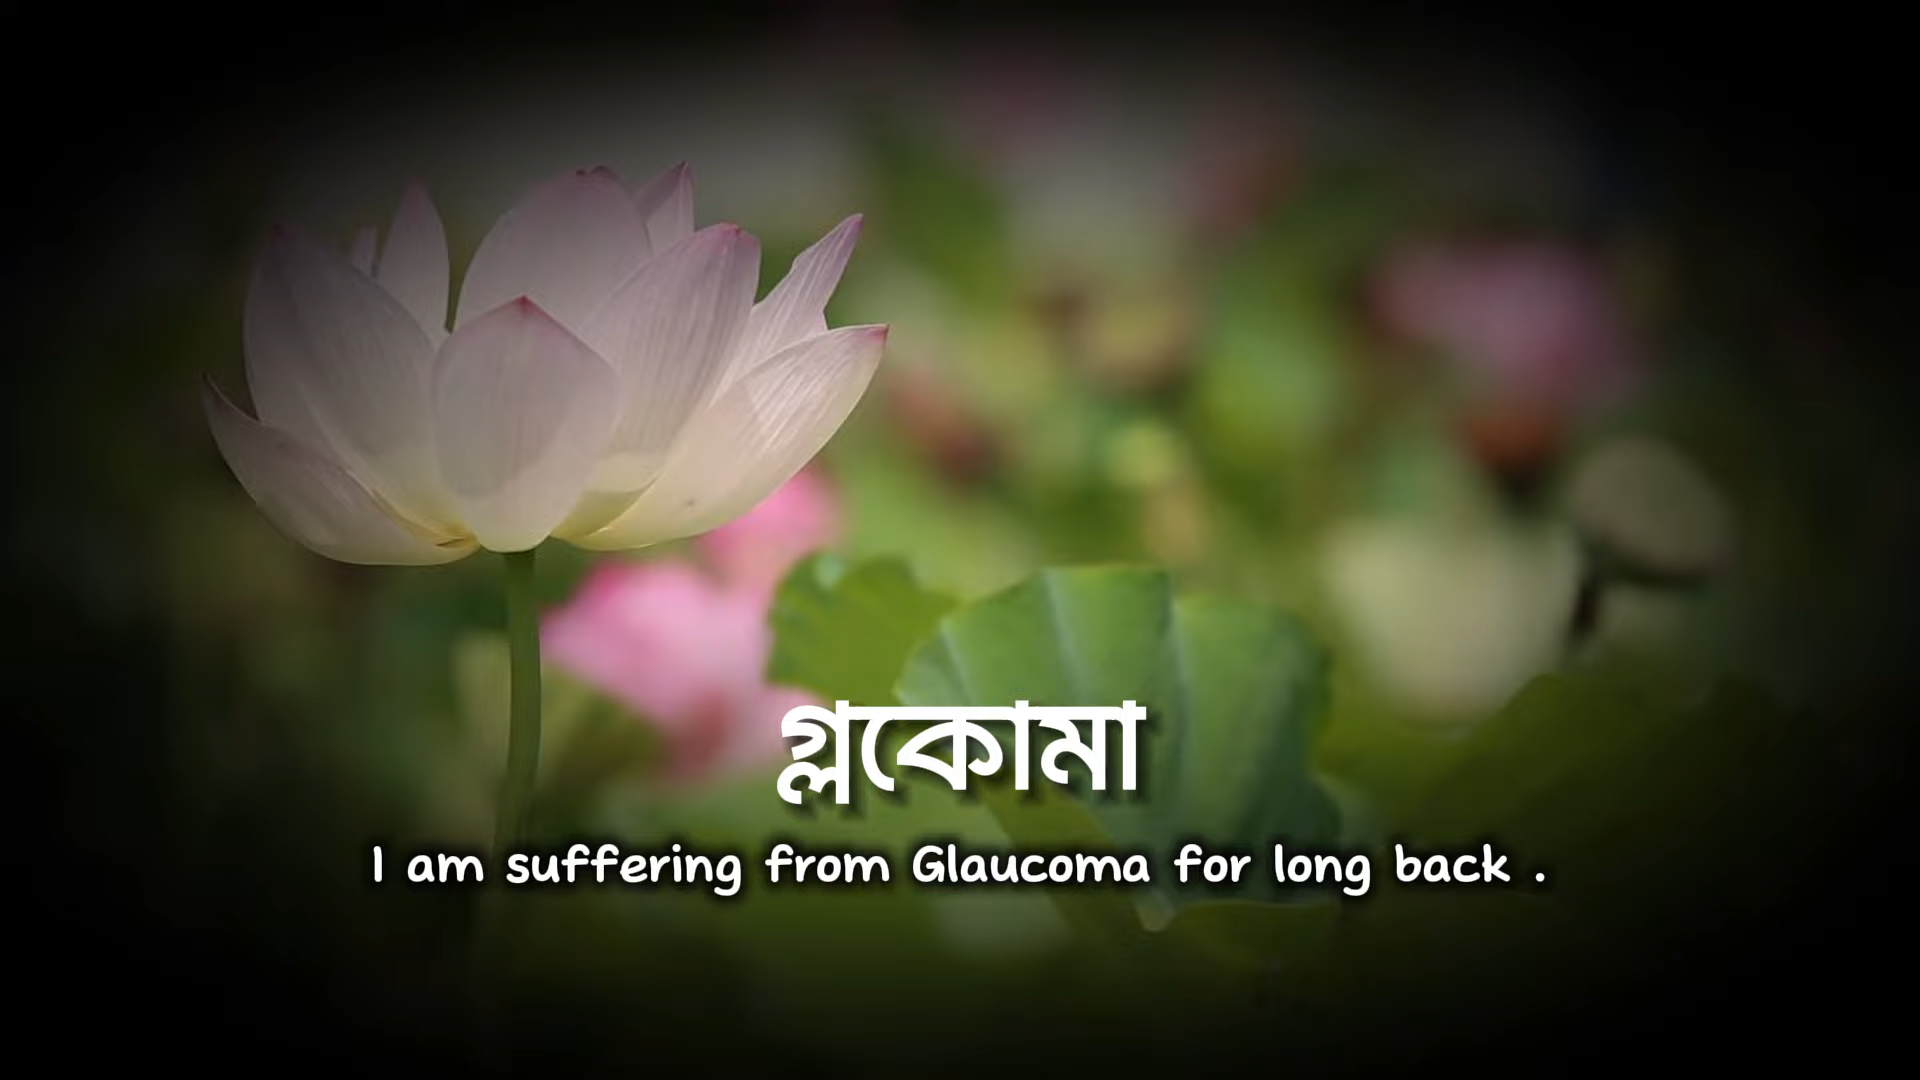 গ্লকোমা
I am suffering from Glaucoma for long back .